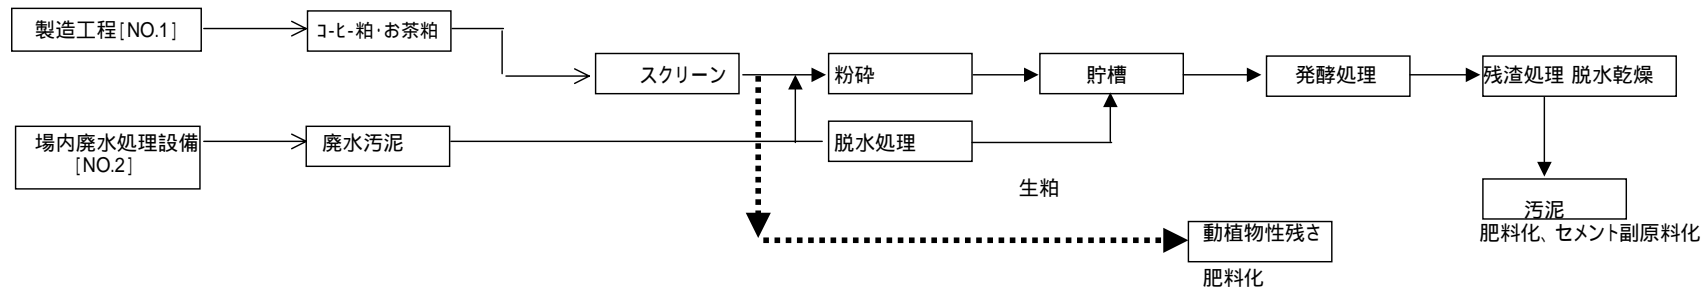 製造工程[NO.1]
ｺｰﾋｰ粕･お茶粕
スクリーン
粉砕
貯槽
発酵処理
残渣処理 脱水乾燥
場内廃水処理設備
[NO.2]
廃水汚泥
脱水処理
生粕
汚泥
肥料化、セメント副原料化
動植物性残さ
肥料化